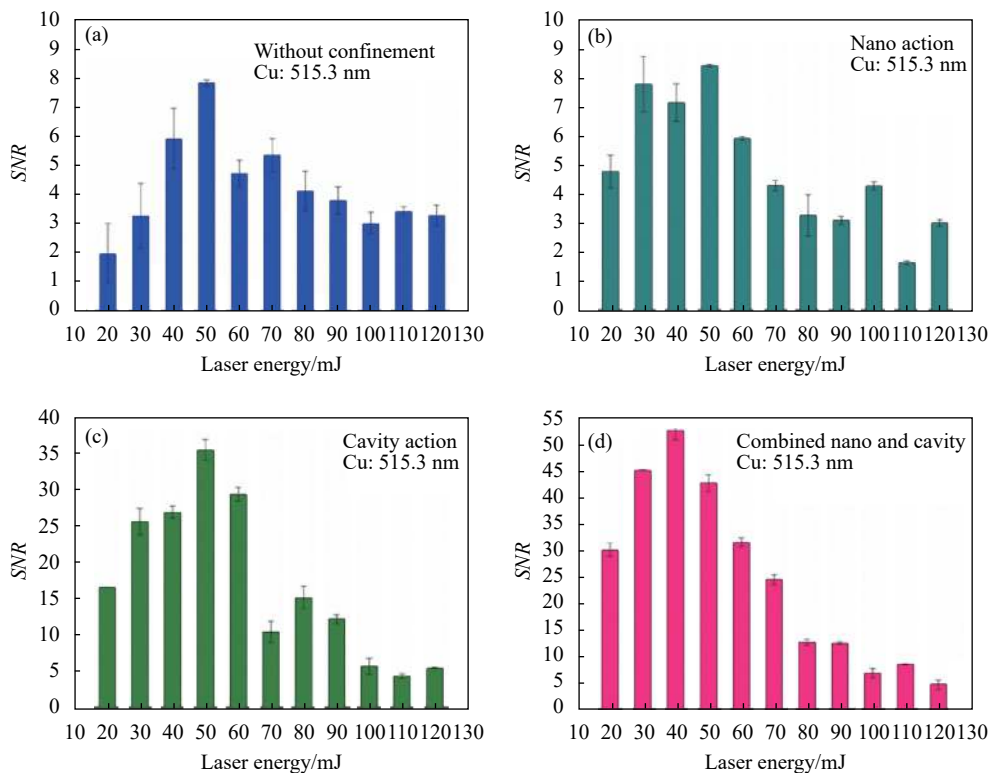 (a)
Without confinement
Cu: 515.3 nm
10
9
8
7
6
5
4
3
2
1
0
SNR
10 20 30 40 50 60 70 80 90 100 110 120 130
Laser energy/mJ
(b)
Nano action
Cu: 515.3 nm
10
9
8
7
6
5
4
3
2
1
0
SNR
10 20 30 40 50 60 70 80 90 100 110 120 130
Laser energy/mJ
(c)
Cavity action
Cu: 515.3 nm
40
35
30
25
20
15
10
5
0
SNR
10 20 30 40 50 60 70 80 90 100 110 120 130
Laser energy/mJ
(d)
Combined nano and cavity
Cu: 515.3 nm
55
50
45
40
35
30
25
20
15
10
5
0
SNR
10 20 30 40 50 60 70 80 90 100 110 120 130
Laser energy/mJ